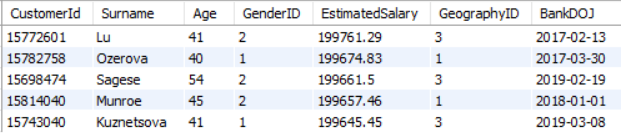 CustomerId Surname Age GenderID EstimatedSalary GeographyID BankDOJ
15772601 Lu 41 2 199761.29 3 2017-02-13
15782758 Ozerova 40 1 199674.83 1 2017-03-30
15698474 Sagese 54 2 199661.5 3 2019-02-19
15814040 Munroe 45 2 199657.46 1 2018-01-01
15743040 Kuznetsova 41 1 199645.45 3 2019-03-08